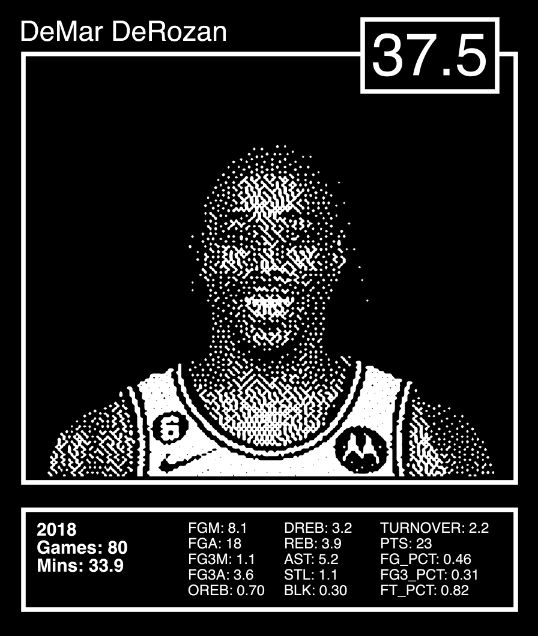 DeMar DeRozan
37.5
6
2018
Games: 80
Mins: 33.9
FGM: 8.1
FGA: 18
FG3M: 1.1
FG3A: 3.6
OREB: 0.70
DREB: 3.2
REB: 3.9
AST: 5.2
STL: 1.1
BLK: 0.30
TURNOVER: 2.2
PTS: 23
FG_PCT: 0.46
FG3_PCT: 0.31
FT_PCT: 0.82